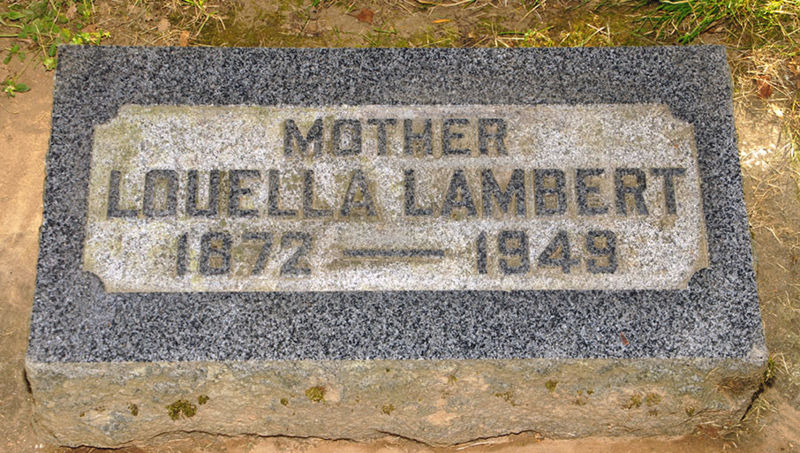 MOTHER
LOUELLA LAMBERT
1872 — 1949